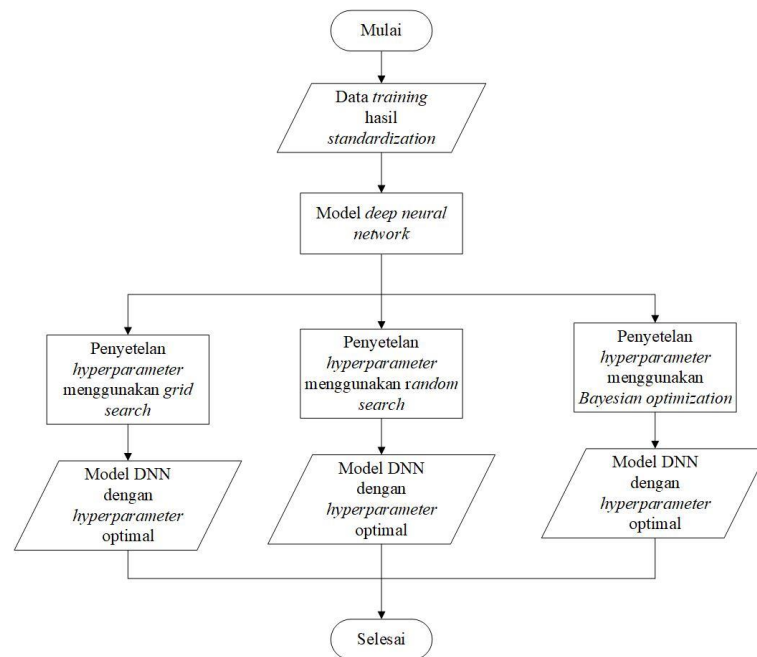 Mulai
Data training
hasil
standardization
Model deep neural
network
Penyetelan
hyperparameter
menggunakan grid
search
Penyetelan
hyperparameter
menggunakan random
search
Penyetelan
hyperparameter
menggunakan
Bayesian optimization
Model DNN
dengan
hyperparameter
optimal
Model DNN
dengan
hyperparameter
optimal
Model DNN
dengan
hyperparameter
optimal
Selesai